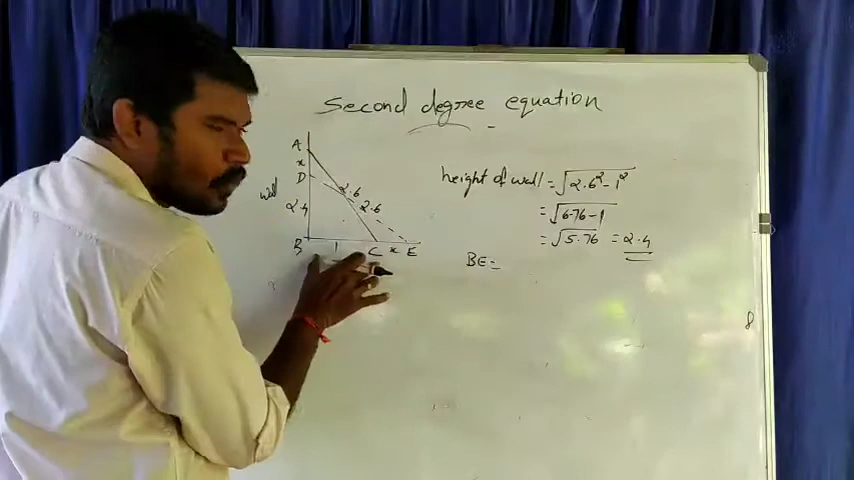 Second degree equation
A
x
D
wall
2.4
2.6
2.6
B 1 C x E
height of wall = √2.6² - 1²
= √6.76 - 1
= √5.76 = 2.4
BE =
8